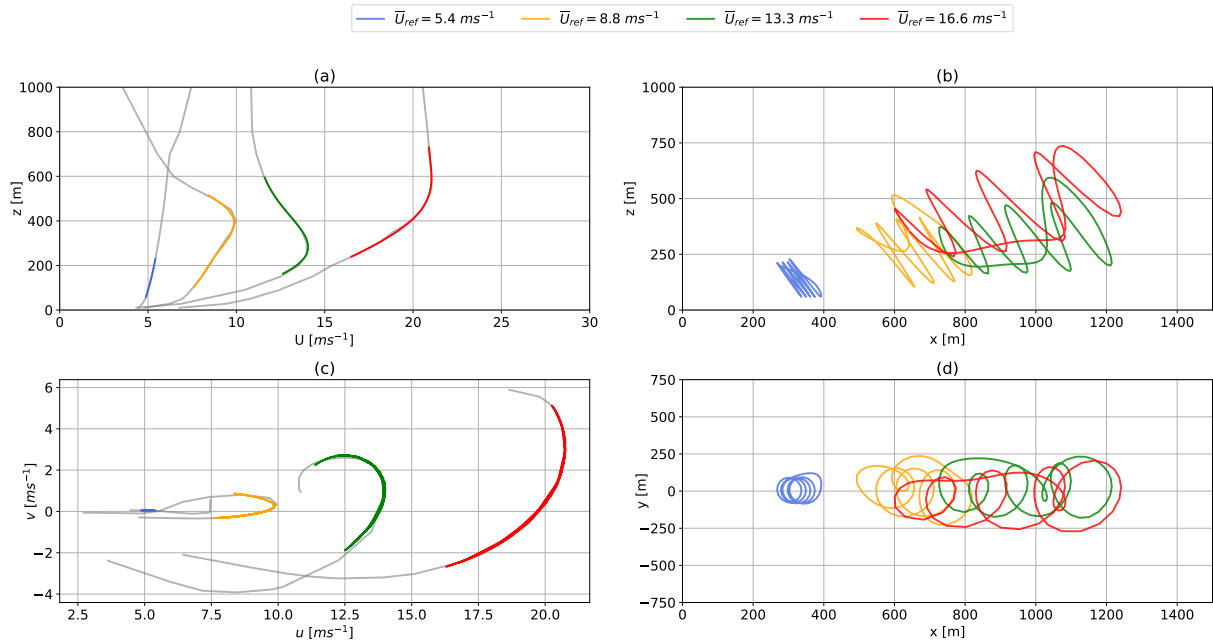 U̅_ref = 5.4 ms⁻¹ U̅_ref = 8.8 ms⁻¹ U̅_ref = 13.3 ms⁻¹ U̅_ref = 16.6 ms⁻¹
(a)
1000
800
600
400
200
0
z [m]
0 5 10 15 20 25 30
U [ms⁻¹]
(b)
1000
750
500
250
0
z [m]
0 200 400 600 800 1000 1200 1400
x [m]
(c)
6
4
2
0
−2
−4
v [ms⁻¹]
2.5 5.0 7.5 10.0 12.5 15.0 17.5 20.0
u [ms⁻¹]
(d)
750
500
250
0
−250
−500
−750
y [m]
0 200 400 600 800 1000 1200 1400
x [m]